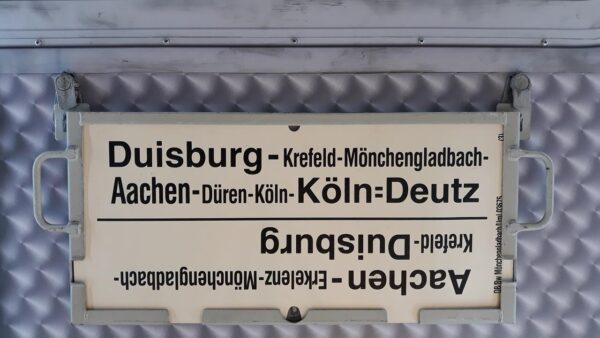 Duisburg-Krefeld-Mönchengladbach-
Aachen-Düren-Köln-Köln=Deutz
Aachen-Erkelenz-Mönchengladbach-
Krefeld-Duisburg